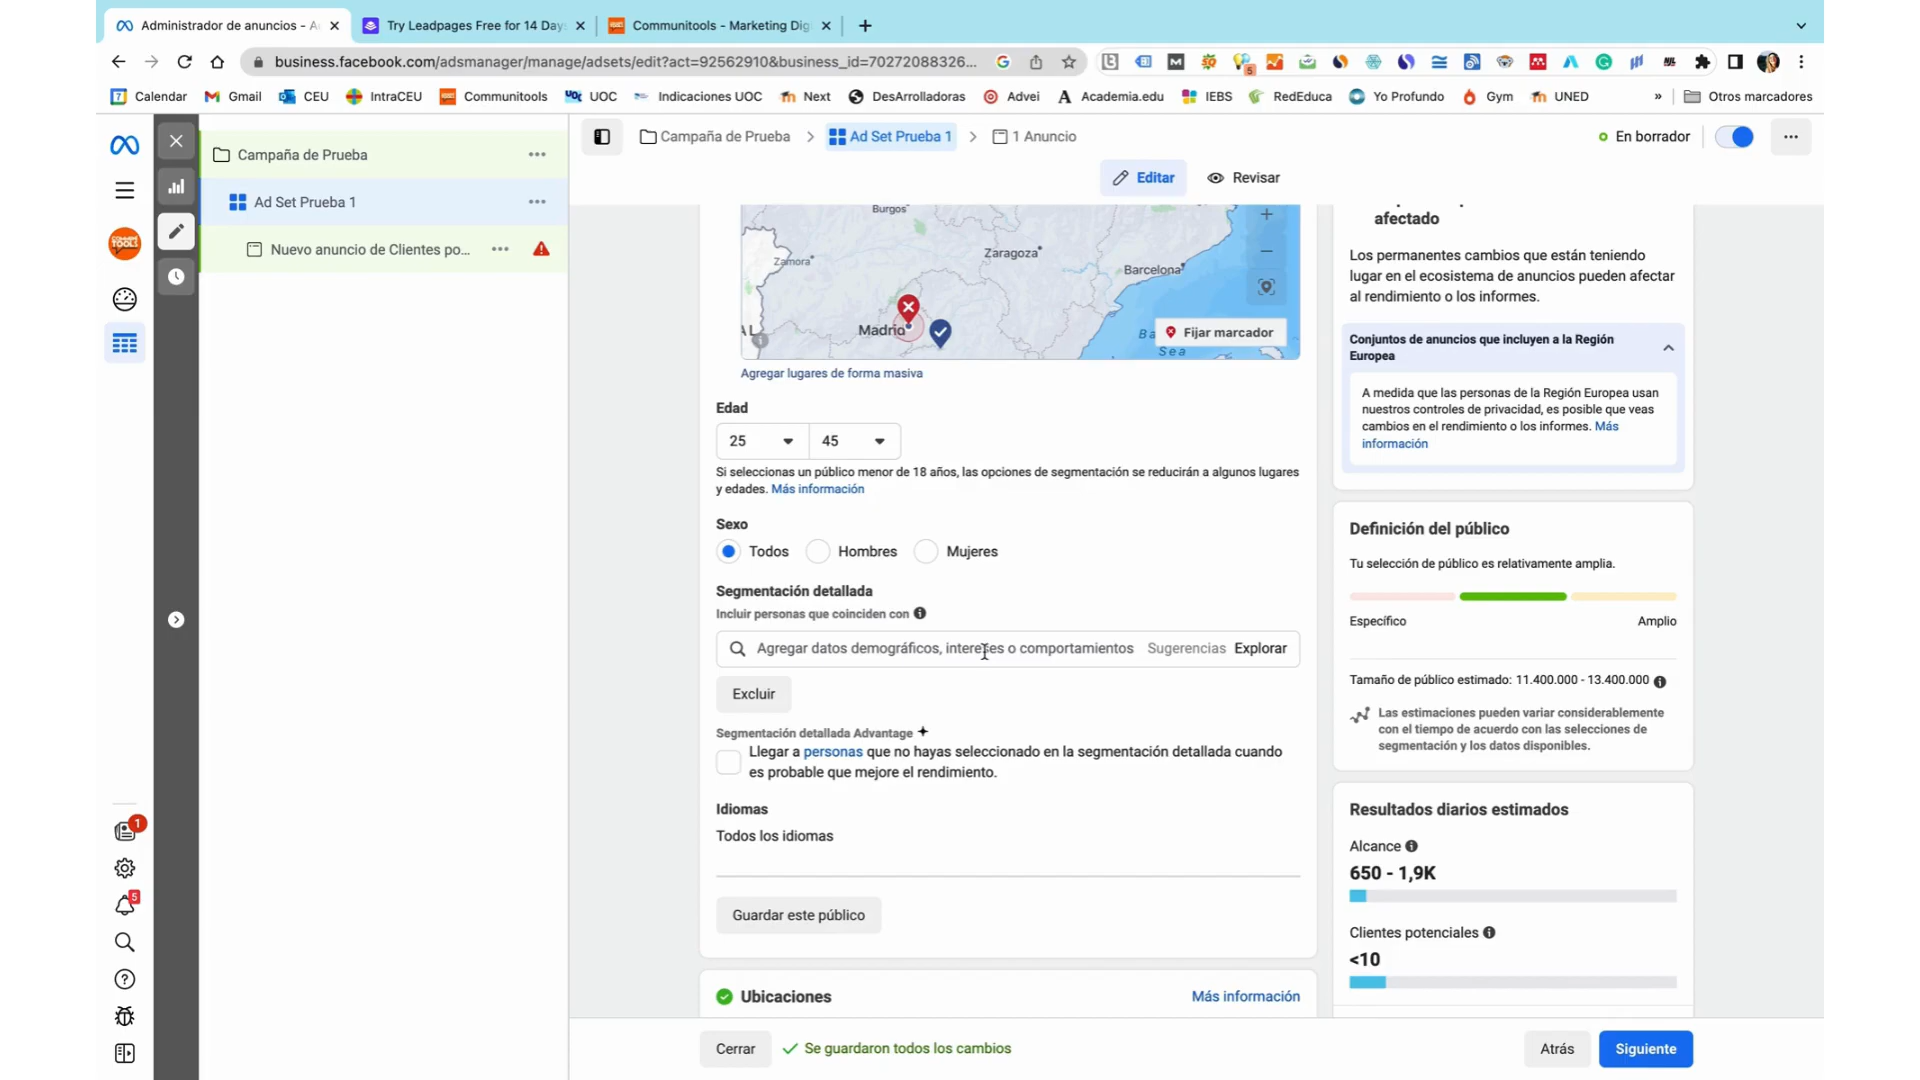 Administrador de anuncios - A
Try Leadpages Free for 14 Days
Communitools - Marketing Digi
business.facebook.com/adsmanager/manage/adsets/edit?act=92562910&business_id=70272088326...
Calendar
Gmail
CEU
IntraCEU
Communitools
UOC
Indicaciones UOC
Next
DesArrolladoras
Advei
Academia.edu
IEBS
RedEduca
Yo Profundo
Gym
UNED
»
Otros marcadores
Campaña de Prueba
Ad Set Prueba 1
Nuevo anuncio de Clientes po...
Campaña de Prueba > Ad Set Prueba 1 > 1 Anuncio
En borrador
Editar
Revisar
Burgos
Zamora
Zaragoza
Barcelona
Madrid
Fijar marcador
Sea
Agregar lugares de forma masiva
Edad
25
45
Si seleccionas un público menor de 18 años, las opciones de segmentación se reducirán a algunos lugares
y edades. Más información
Sexo
Todos
Hombres
Mujeres
Segmentación detallada
Incluir personas que coinciden con
Agregar datos demográficos, intereses o comportamientos
Sugerencias
Explorar
Excluir
Segmentación detallada Advantage
Llegar a personas que no hayas seleccionado en la segmentación detallada cuando
es probable que mejore el rendimiento.
Idiomas
Todos los idiomas
Guardar este público
Ubicaciones
Más información
Cerrar
Se guardaron todos los cambios
Atrás
Siguiente
afectado
Los permanentes cambios que están teniendo
lugar en el ecosistema de anuncios pueden afectar
al rendimiento o los informes.
Conjuntos de anuncios que incluyen a la Región
Europea
A medida que las personas de la Región Europea usan
nuestros controles de privacidad, es posible que veas
cambios en el rendimiento o los informes. Más
información
Definición del público
Tu selección de público es relativamente amplia.
Específico
Amplio
Tamaño de público estimado: 11.400.000 - 13.400.000
Las estimaciones pueden variar considerablemente
con el tiempo de acuerdo con las selecciones de
segmentación y los datos disponibles.
Resultados diarios estimados
Alcance
650 - 1,9K
Clientes potenciales
<10
1
5